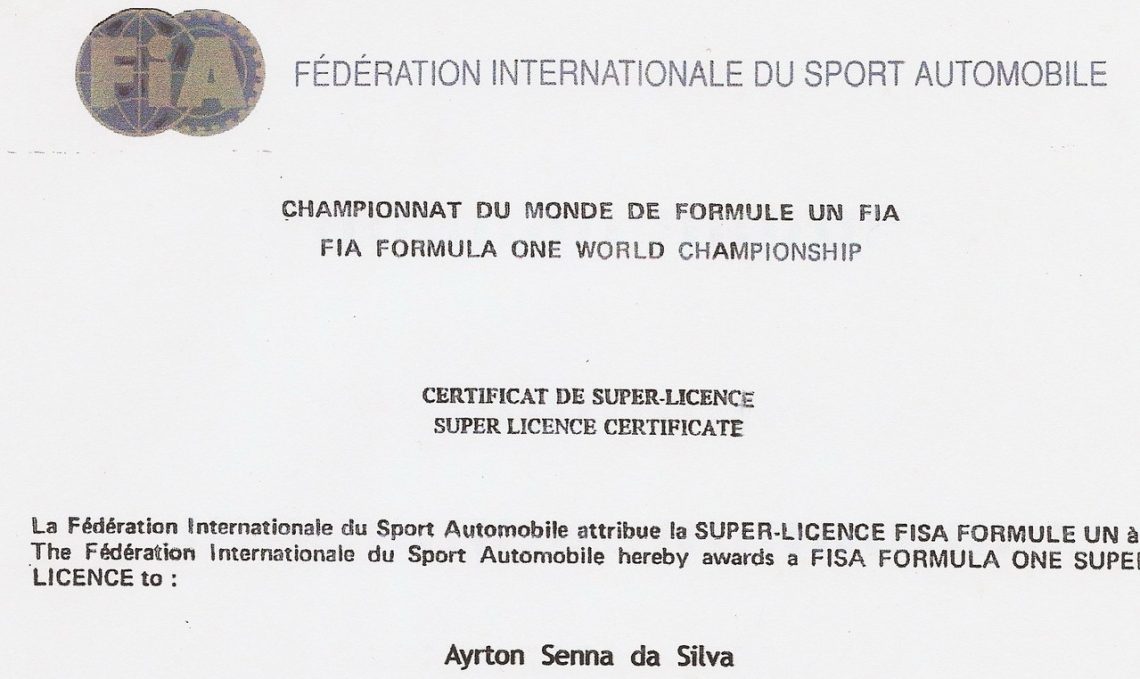 FiA FÉDÉRATION INTERNATIONALE DU SPORT AUTOMOBILE
CHAMPIONNAT DU MONDE DE FORMULE UN FIA
FIA FORMULA ONE WORLD CHAMPIONSHIP
CERTIFICAT DE SUPER-LICENCE
SUPER LICENCE CERTIFICATE
La Fédération Internationale du Sport Automobile attribue la SUPER-LICENCE FISA FORMULE UN à
The Fédération Internationale du Sport Automobile hereby awards a FISA FORMULA ONE SUPER
LICENCE to :
Ayrton Senna da Silva